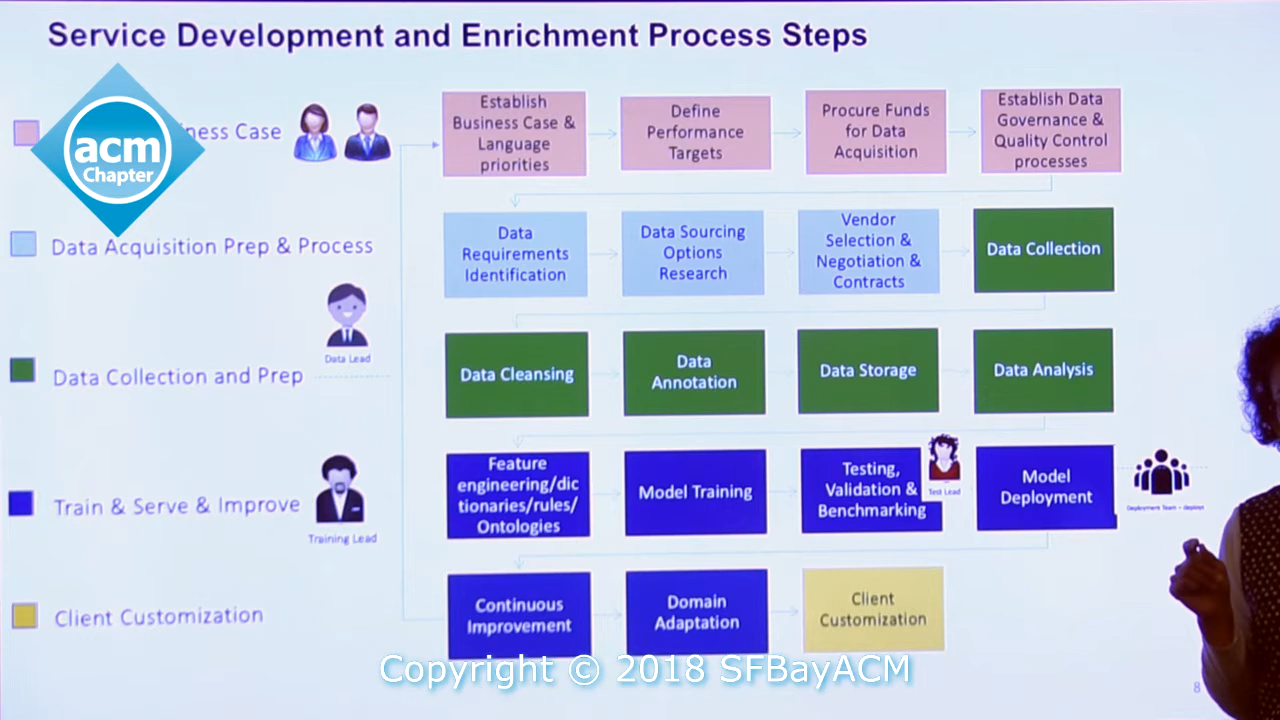 Service Development and Enrichment Process Steps
acm
Chapter
ness Case
Establish
Business Case &
Language
priorities
Define
Performance
Targets
Procure Funds
for Data
Acquisition
Establish Data
Governance &
Quality Control
processes
Data Acquisition Prep & Process
Data
Requirements
Identification
Data Sourcing
Options
Research
Vendor
Selection &
Negotiation &
Contracts
Data Collection
Data Lead
Data Collection and Prep
Data Cleansing
Data
Annotation
Data Storage
Data Analysis
Train & Serve & Improve
Training Lead
Feature
engineering/dic
tionaries/rules/
Ontologies
Model Training
Testing,
Validation &
Benchmarking
Test Lead
Model
Deployment
Deployment Team - deploys
Client Customization
Continuous
Improvement
Domain
Adaptation
Client
Customization
Copyright © 2018 SFBayACM
8